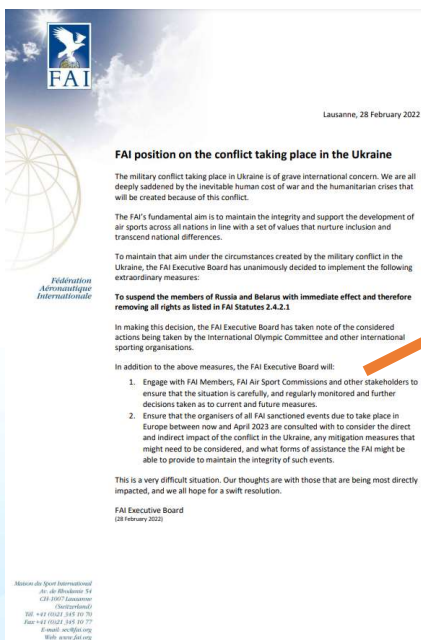 FAI
Lausanne, 28 February 2022
FAI position on the conflict taking place in the Ukraine
The military conflict taking place in Ukraine is of grave international concern. We are all
deeply saddened by the inevitable human cost of war and the humanitarian crises that
will be created because of this conflict.
The FAI's fundamental aim is to maintain the integrity and support the development of
air sports across all nations in line with a set of values that nurture inclusion and
transcend national differences.
To maintain that aim under the circumstances created by the military conflict in the
Ukraine, the FAI Executive Board has unanimously decided to implement the following
extraordinary measures:
Fédération
Aéronautique
Internationale
To suspend the members of Russia and Belarus with immediate effect and therefore
removing all rights as listed in FAI Statutes 2.4.2.1
In making this decision, the FAI Executive Board has taken note of the considered
actions being taken by the International Olympic Committee and other international
sporting organisations.
In addition to the above measures, the FAI Executive Board will:
1. Engage with FAI Members, FAI Air Sport Commissions and other stakeholders to
ensure that the situation is carefully, and regularly monitored and further
decisions taken as to current and future measures.
2. Ensure that the organisers of all FAI sanctioned events due to take place in
Europe between now and April 2023 are consulted with to consider the direct
and indirect impact of the conflict in the Ukraine, any mitigation measures that
might need to be considered, and what forms of assistance the FAI might be
able to provide to maintain the integrity of such events.
This is a very difficult situation. Our thoughts are with those that are being most directly
impacted, and we all hope for a swift resolution.
FAI Executive Board
(28 February 2022)
Maison du Sport International
Av. de Rhodanie 54
CH-1007 Lausanne
(Switzerland)
Tél. +41 (0)21 345 10 70
Fax +41 (0)21 345 10 77
E-mail: sec@fai.org
Web: www.fai.org